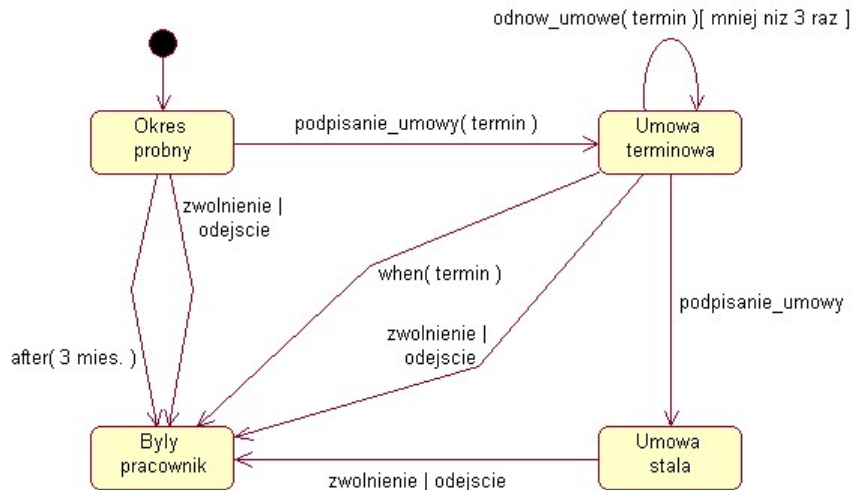 odnow_umowe( termin )[ mniej niz 3 raz ]
Okres
probny
podpisanie_umowy( termin )
Umowa
terminowa
zwolnienie |
odejscie
when( termin )
podpisanie_umowy
zwolnienie |
odejscie
after( 3 mies. )
Byly
pracownik
Umowa
stala
zwolnienie | odejscie